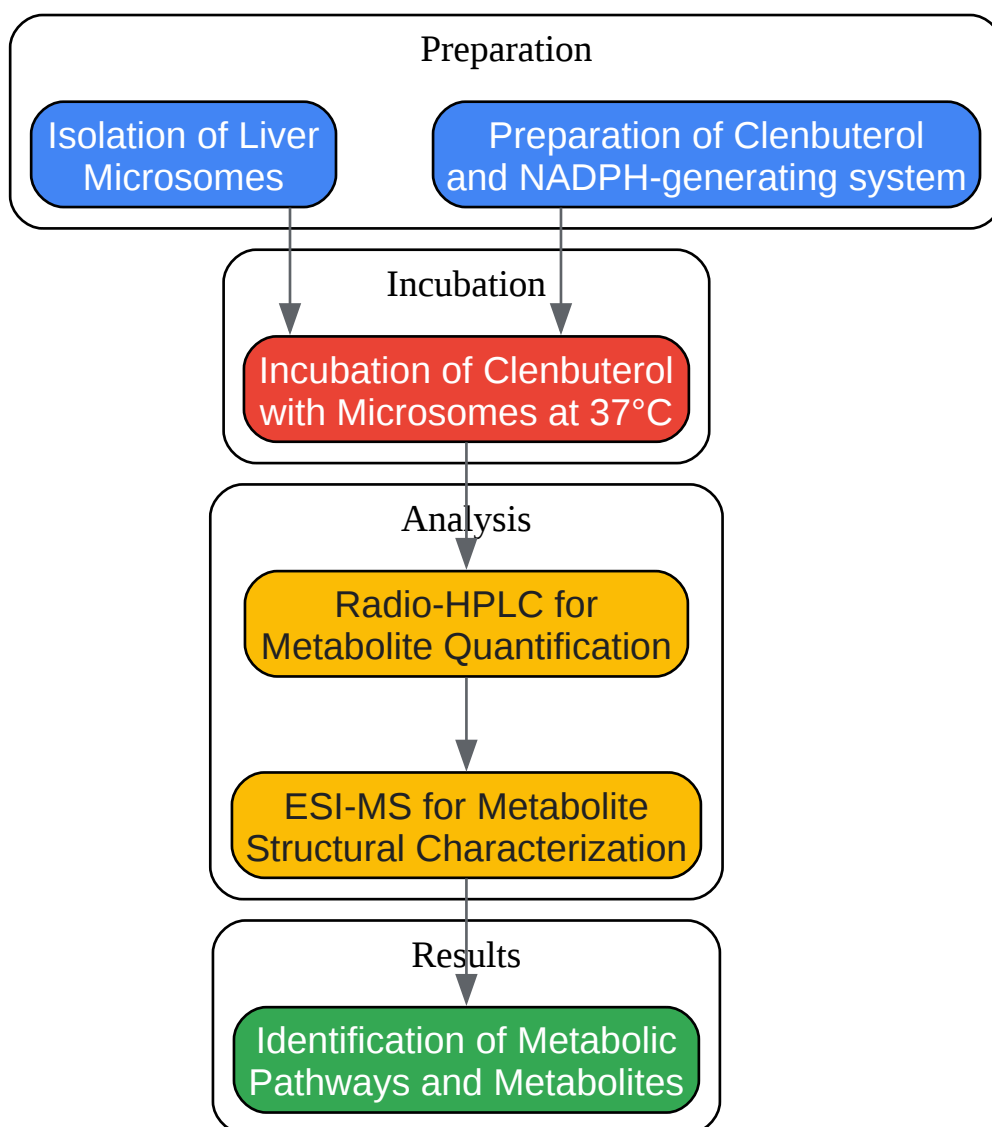 Preparation
Isolation of Liver
Microsomes
Preparation of Clenbuterol
and NADPH-generating system
Incubation
Incubation of Clenbuterol
with Microsomes at 37°C
Analysis
Radio-HPLC for
Metabolite Quantification
ESI-MS for Metabolite
Structural Characterization
Results
Identification of Metabolic
Pathways and Metabolites